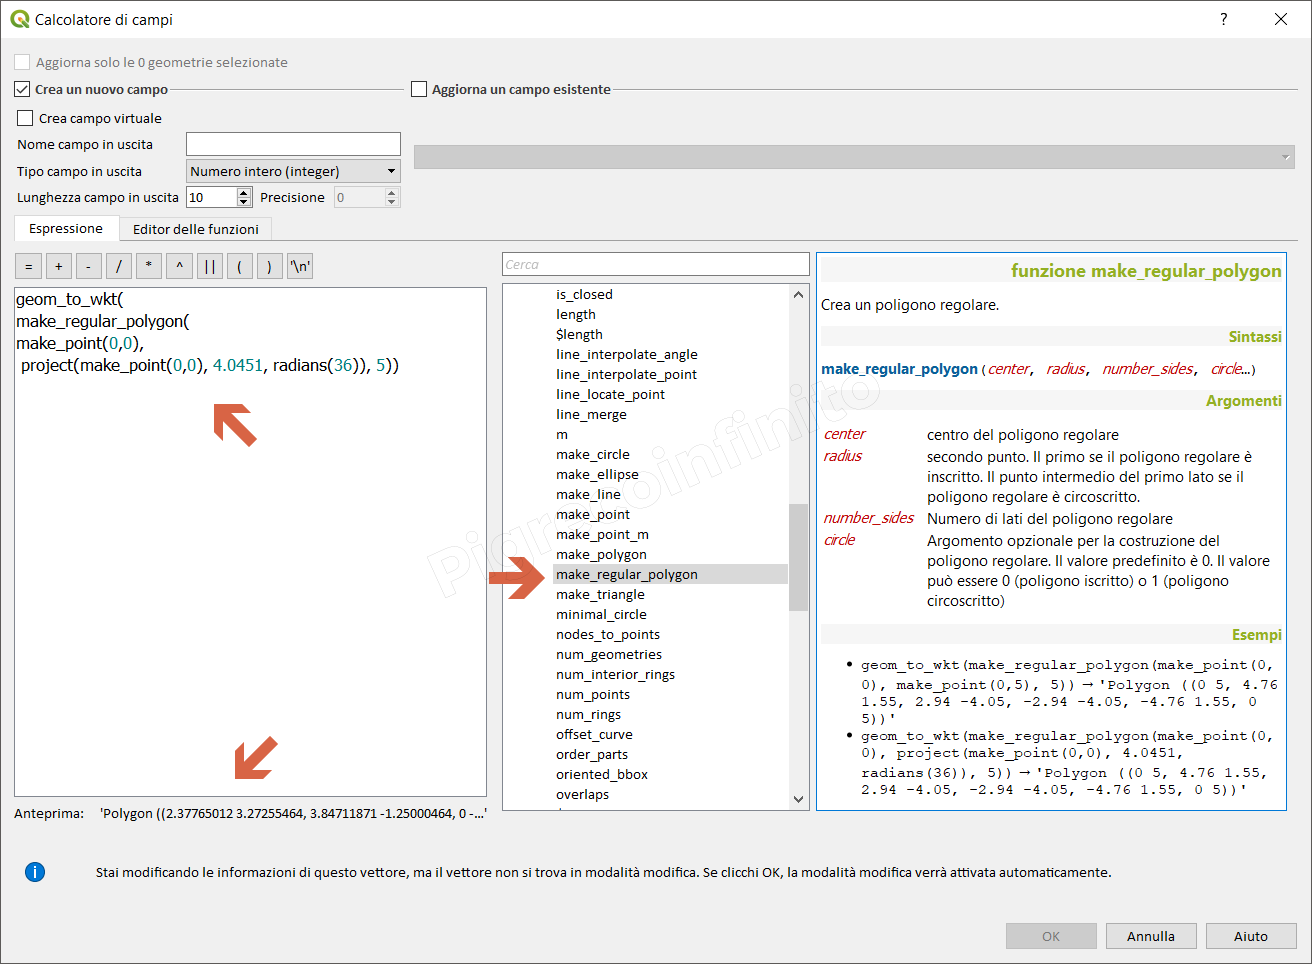 Calcolatore di campi
?
Aggiorna solo le 0 geometrie selezionate
Crea un nuovo campo
Aggiorna un campo esistente
Crea campo virtuale
Nome campo in uscita
Tipo campo in uscita
Numero intero (integer)
Lunghezza campo in uscita
10
Precisione
0
Espressione
Editor delle funzioni
= + - / * ^ || ( ) '\n'
geom_to_wkt(
make_regular_polygon(
make_point(0,0),
project(make_point(0,0), 4.0451, radians(36)), 5))
Anteprima: 'Polygon ((2.37765012 3.27255464, 3.84711871 -1.25000464, 0 -...'
Cerca
is_closed
length
$length
line_interpolate_angle
line_interpolate_point
line_locate_point
line_merge
m
make_circle
make_ellipse
make_line
make_point
make_point_m
make_polygon
make_regular_polygon
make_triangle
minimal_circle
nodes_to_points
num_geometries
num_interior_rings
num_points
num_rings
offset_curve
order_parts
oriented_bbox
overlaps
funzione make_regular_polygon
Crea un poligono regolare.
Sintassi
make_regular_polygon(center, radius, number_sides, circle...)
Argomenti
center centro del poligono regolare
radius secondo punto. Il primo se il poligono regolare è
inscritto. Il punto intermedio del primo lato se il
poligono regolare è circoscritto.
number_sides Numero di lati del poligono regolare
circle Argomento opzionale per la costruzione del
poligono regolare. Il valore predefinito è 0. Il valore
può essere 0 (poligono iscritto) o 1 (poligono
circoscritto)
Esempi
• geom_to_wkt(make_regular_polygon(make_point(0,
0), make_point(0,5), 5)) → 'Polygon ((0 5, 4.76
1.55, 2.94 -4.05, -2.94 -4.05, -4.76 1.55, 0
5))'
• geom_to_wkt(make_regular_polygon(make_point(0,
0), project(make_point(0,0), 4.0451,
radians(36)), 5)) → 'Polygon ((0 5, 4.76 1.55,
2.94 -4.05, -2.94 -4.05, -4.76 1.55, 0 5))'
Stai modificando le informazioni di questo vettore, ma il vettore non si trova in modalità modifica. Se clicchi OK, la modalità modifica verrà attivata automaticamente.
OK
Annulla
Aiuto